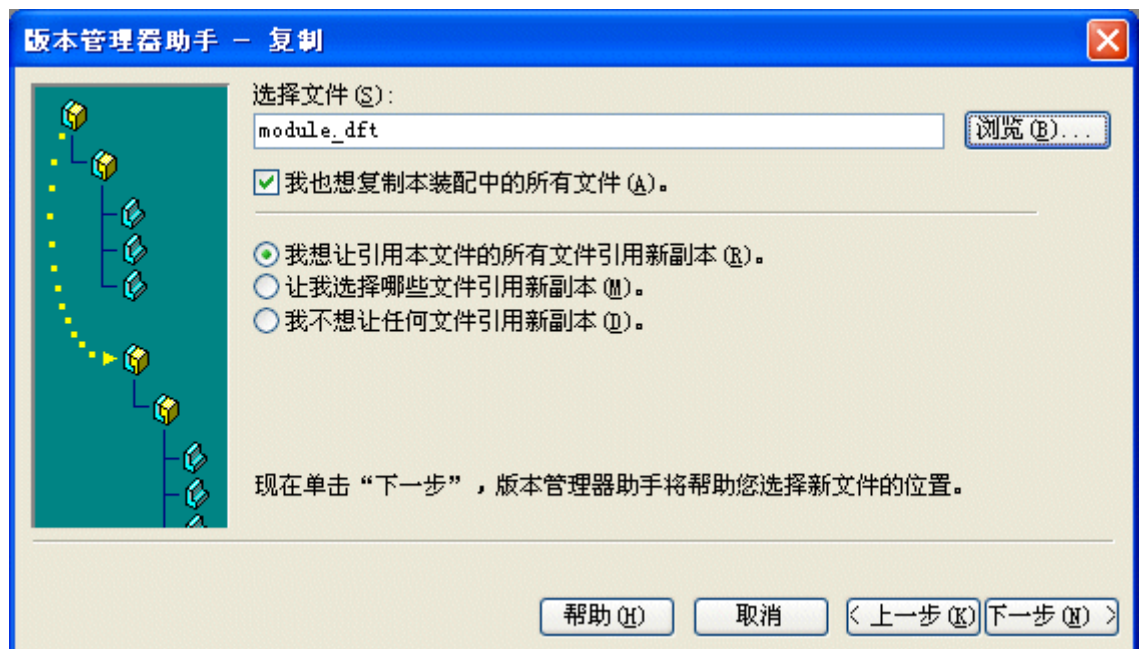 版本管理器助手 - 复制
选择文件(S):
module_dft
浏览(B)...
我也想复制本装配中的所有文件(A)。
我想让引用本文件的所有文件引用新副本(R)。
让我选择哪些文件引用新副本(M)。
我不想让任何文件引用新副本(D)。
现在单击“下一步”，版本管理器助手将帮助您选择新文件的位置。
帮助(H)
取消
< 上一步(K)
下一步(N) >